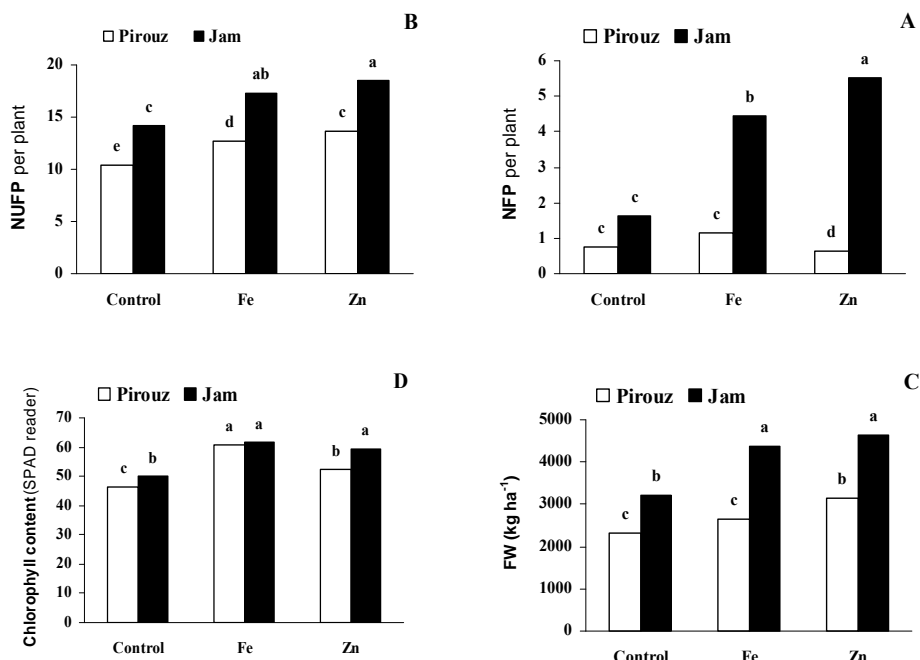 B
Pirouz Jam
20
15
10
5
0
NUFP per plant
e c d ab c a
Control Fe Zn
A
Pirouz Jam
6
5
4
3
2
1
0
NFP per plant
c c c b d a
Control Fe Zn
D
Pirouz Jam
70
60
50
40
30
20
10
0
Chlorophyll content (SPAD reader)
c b a a b a
Control Fe Zn
C
Pirouz Jam
5000
4000
3000
2000
1000
0
FW (kg ha⁻¹)
c b c a b a
Control Fe Zn